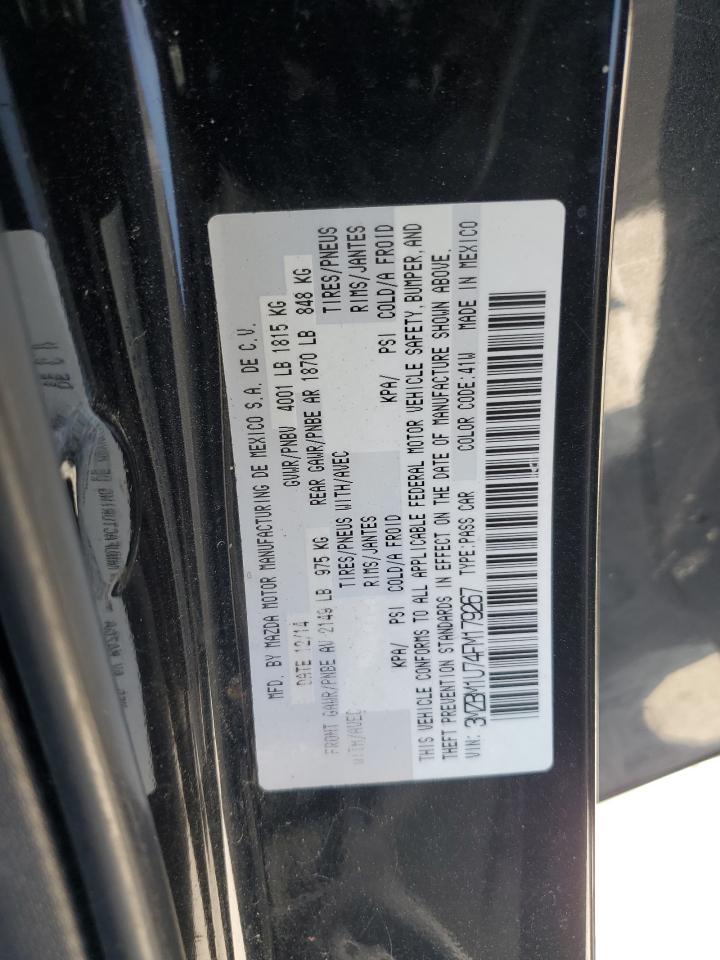 MFD. BY MAZDA MOTOR MANUFACTURING DE MEXICO S.A. DE C.V.
DATE 12/14 GVWR/PNBV 4001 LB 1815 KG
FRONT GAWR/PNBE AV 2149 LB 975 KG REAR GAWR/PNBE AR 1870 LB 848 KG
WITH/AVEC TIRES/PNEUS WITH/AVEC TIRES/PNEUS
RIMS/JANTES RIMS/JANTES
KPA/ PSI COLD/A FROID KPA/ PSI COLD/A FROID
THIS VEHICLE CONFORMS TO ALL APPLICABLE FEDERAL MOTOR VEHICLE SAFETY, BUMPER, AND
THEFT PREVENTION STANDARDS IN EFFECT ON THE DATE OF MANUFACTURE SHOWN ABOVE.
VIN: 3MZBM1U74FM179267 TYPE:PASS CAR COLOR CODE:41W MADE IN MEXICO